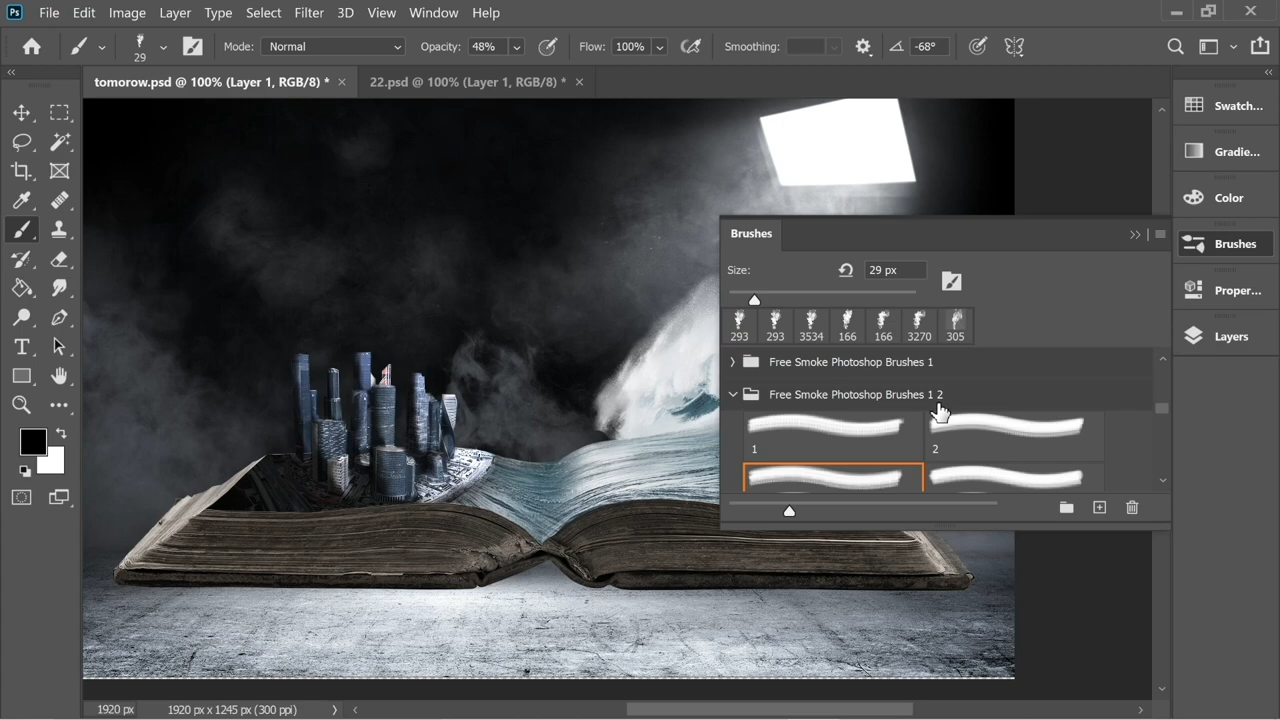 Ps File Edit Image Layer Type Select Filter 3D View Window Help
29 Mode: Normal Opacity: 48% Flow: 100% Smoothing: -68°
tomorow.psd @ 100% (Layer 1, RGB/8) * 22.psd @ 100% (Layer 1, RGB/8) *
Swatch...
Gradie...
Color
Brushes
Proper...
Layers
Brushes
Size: 29 px
293 293 3534 166 166 3270 305
Free Smoke Photoshop Brushes 1
Free Smoke Photoshop Brushes 1 2
1 2
1920 px 1920 px x 1245 px (300 ppi)